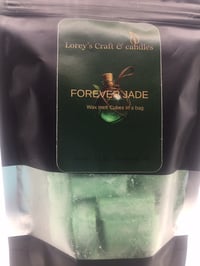 Lorey's Craft & candles
FOREVER JADE
Wax melt Cubes in a bag